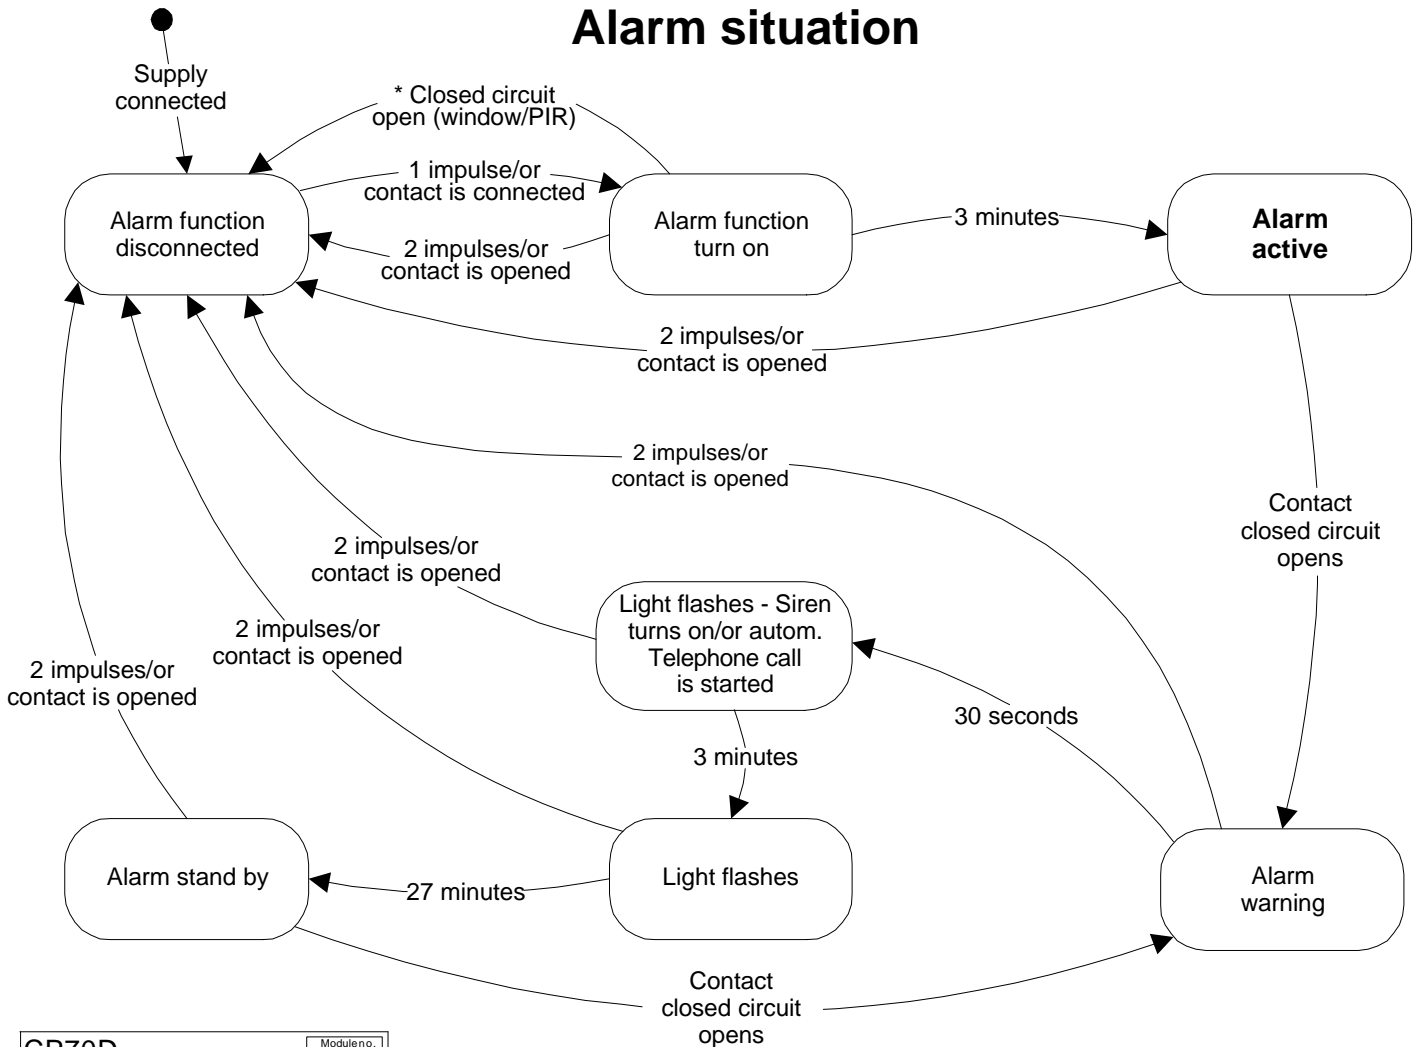 Alarm situation
Supply
connected
* Closed circuit
open (window/PIR)
1 impulse/or
contact is connected
Alarm function
disconnected
2 impulses/or
contact is opened
Alarm function
turn on
3 minutes
Alarm
active
2 impulses/or
contact is opened
2 impulses/or
contact is opened
Contact
closed circuit
opens
2 impulses/or
contact is opened
Light flashes - Siren
turns on/or autom.
Telephone call
is started
2 impulses/or
contact is opened
2 impulses/or
contact is opened
30 seconds
3 minutes
Alarm stand by
27 minutes
Light flashes
Alarm
warning
Contact
closed circuit
opens
Module no.